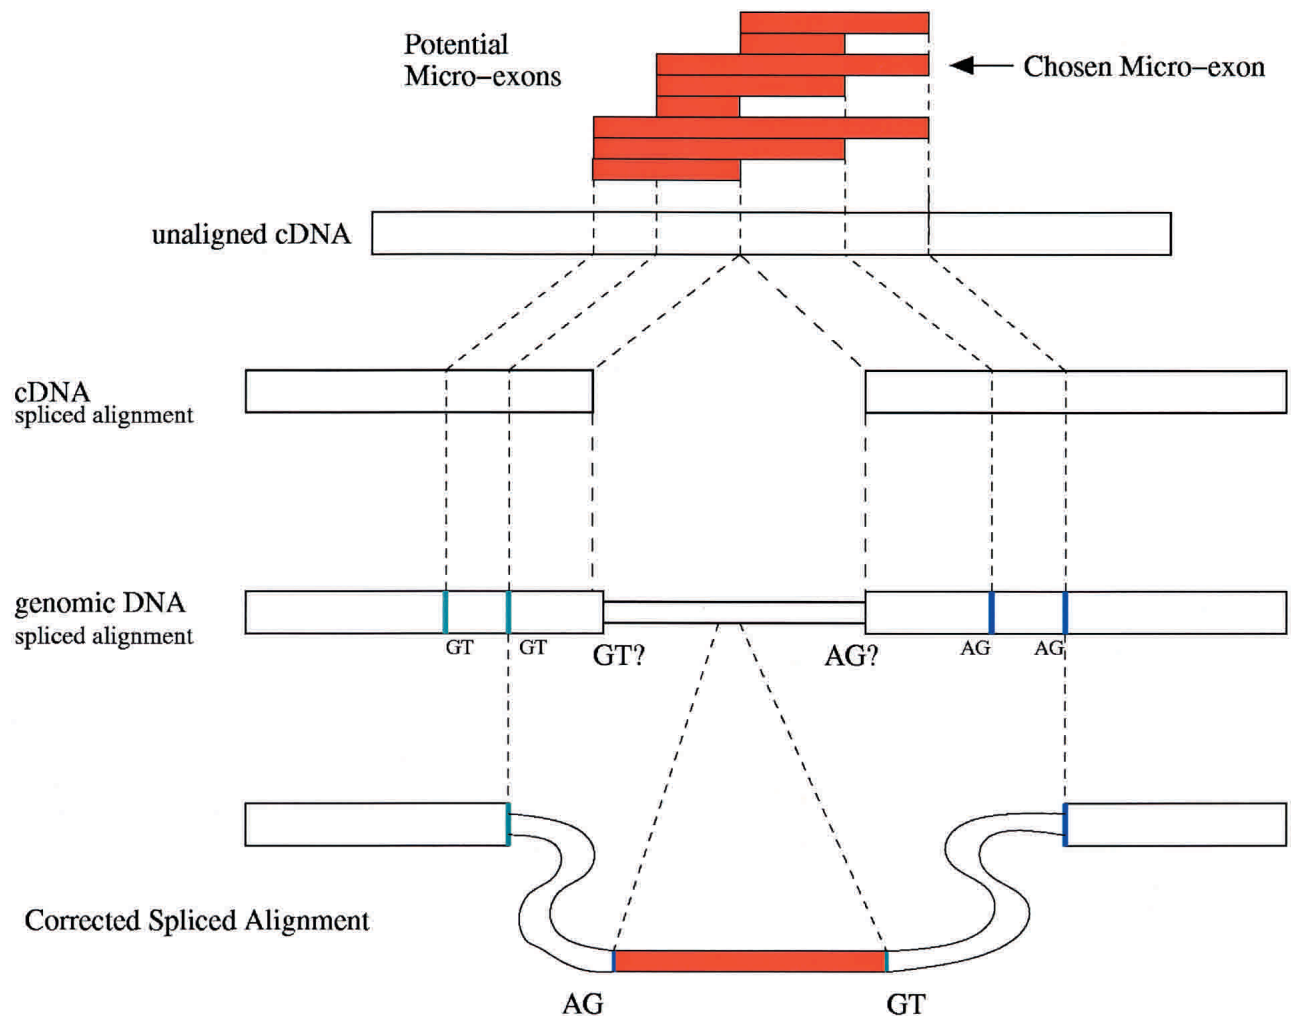 Potential
Micro−exons
Chosen Micro−exon
unaligned cDNA
cDNA
spliced alignment
genomic DNA
spliced alignment
GT
GT
GT?
AG?
AG
AG
Corrected Spliced Alignment
AG
GT